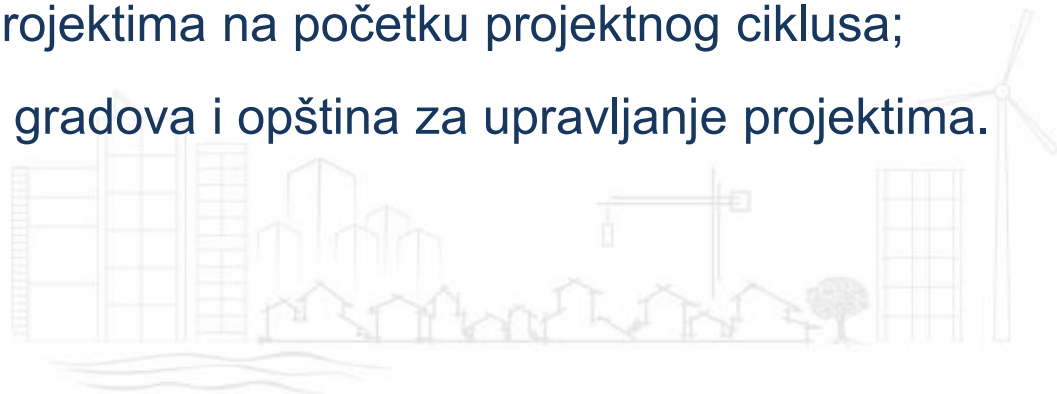 rojektima na početku projektnog ciklusa;
gradova i opština za upravljanje projektima.